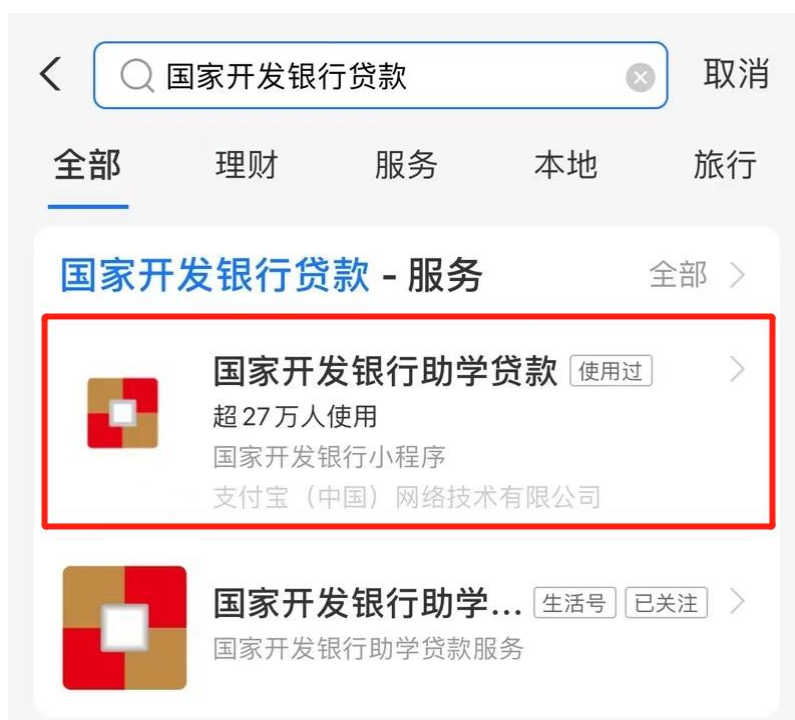 国家开发银行贷款 取消
全部 理财 服务 本地 旅行
国家开发银行贷款 - 服务 全部
国家开发银行助学贷款 使用过
超27万人使用
国家开发银行小程序
支付宝（中国）网络技术有限公司
国家开发银行助学... 生活号 已关注
国家开发银行助学贷款服务